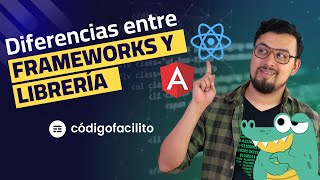 Diferencias entre
FRAMEWORKS Y
LIBRERÍA
códigofacilito